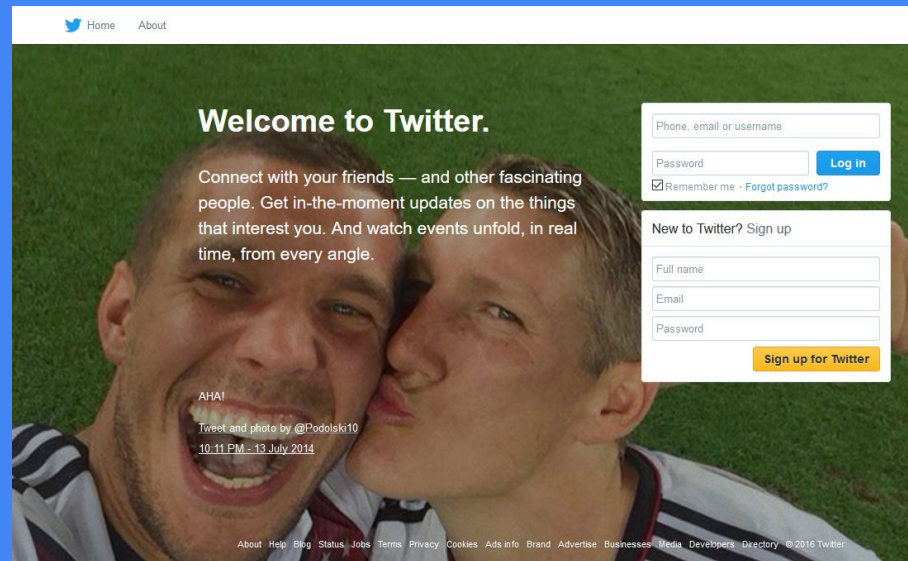 Home About
Welcome to Twitter.
Connect with your friends — and other fascinating
people. Get in-the-moment updates on the things
that interest you. And watch events unfold, in real
time, from every angle.
AHA!
Tweet and photo by @Podolski10
10:11 PM - 13 July 2014
Phone, email or username
Password Log in
Remember me · Forgot password?
New to Twitter? Sign up
Full name
Email
Password
Sign up for Twitter
About Help Blog Status Jobs Terms Privacy Cookies Ads info Brand Advertise Businesses Media Developers Directory © 2016 Twitter